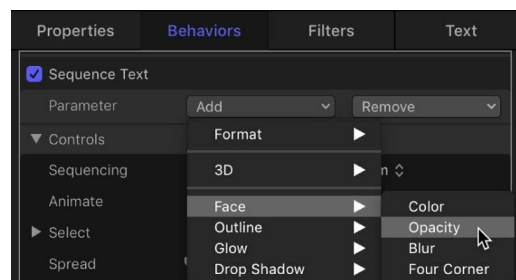 Properties Behaviors Filters Text
Sequence Text
Parameter Add Remove
Controls
Format
Sequencing 3D
Animate Face Color
Select Outline Opacity
Glow Blur
Spread Drop Shadow Four Corner